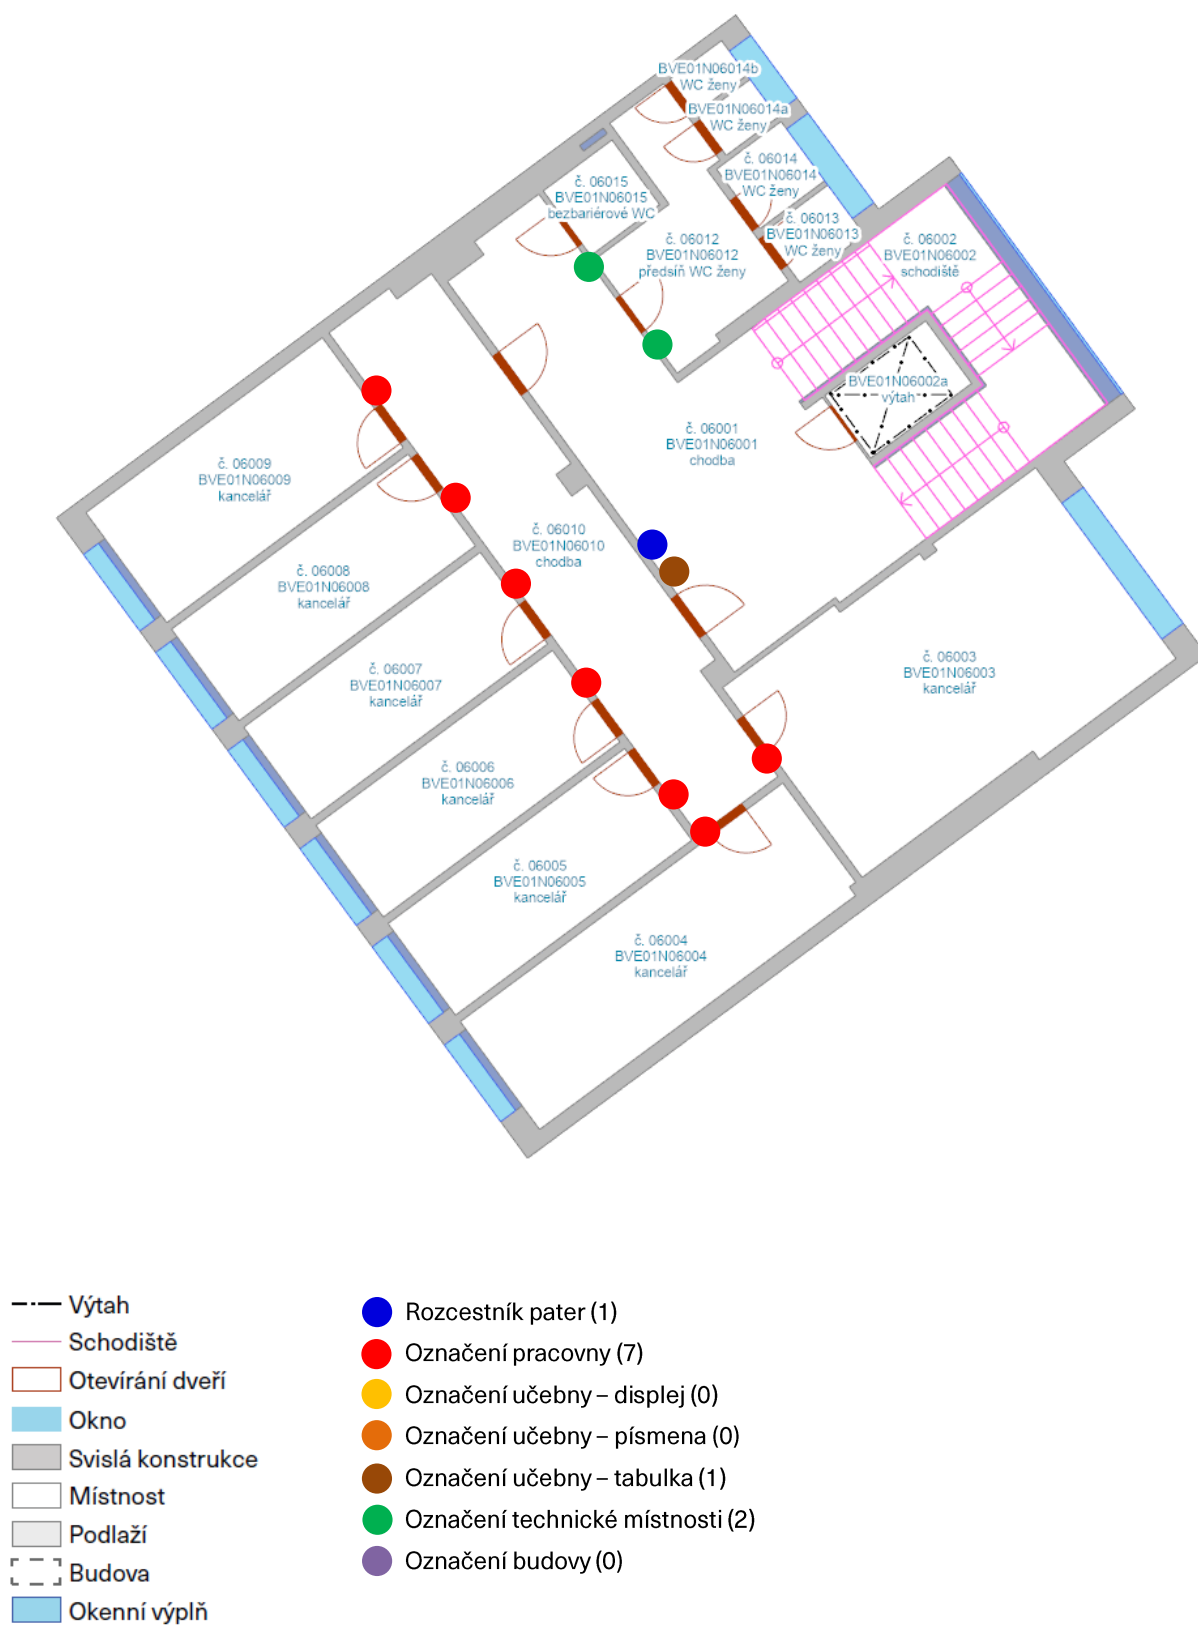 BVE01N06014b
WC ženy
BVE01N06014a
WC ženy
č. 06014
BVE01N06014
WC ženy
č. 06015
BVE01N06015
bezbariérové WC
č. 06013
BVE01N06013
WC ženy
č. 06012
BVE01N06012
předsíň WC ženy
č. 06002
BVE01N06002
schodiště
BVE01N06002a
výtah
č. 06001
BVE01N06001
chodba
č. 06009
BVE01N06009
kancelář
č. 06010
BVE01N06010
chodba
č. 06008
BVE01N06008
kancelář
č. 06007
BVE01N06007
kancelář
č. 06003
BVE01N06003
kancelář
č. 06006
BVE01N06006
kancelář
č. 06005
BVE01N06005
kancelář
č. 06004
BVE01N06004
kancelář
Výtah
Schodiště
Otevírání dveří
Okno
Svislá konstrukce
Místnost
Podlaží
Budova
Okenní výplň
Rozcestník pater (1)
Označení pracovny (7)
Označení učebny – displej (0)
Označení učebny – písmena (0)
Označení učebny – tabulka (1)
Označení technické místnosti (2)
Označení budovy (0)